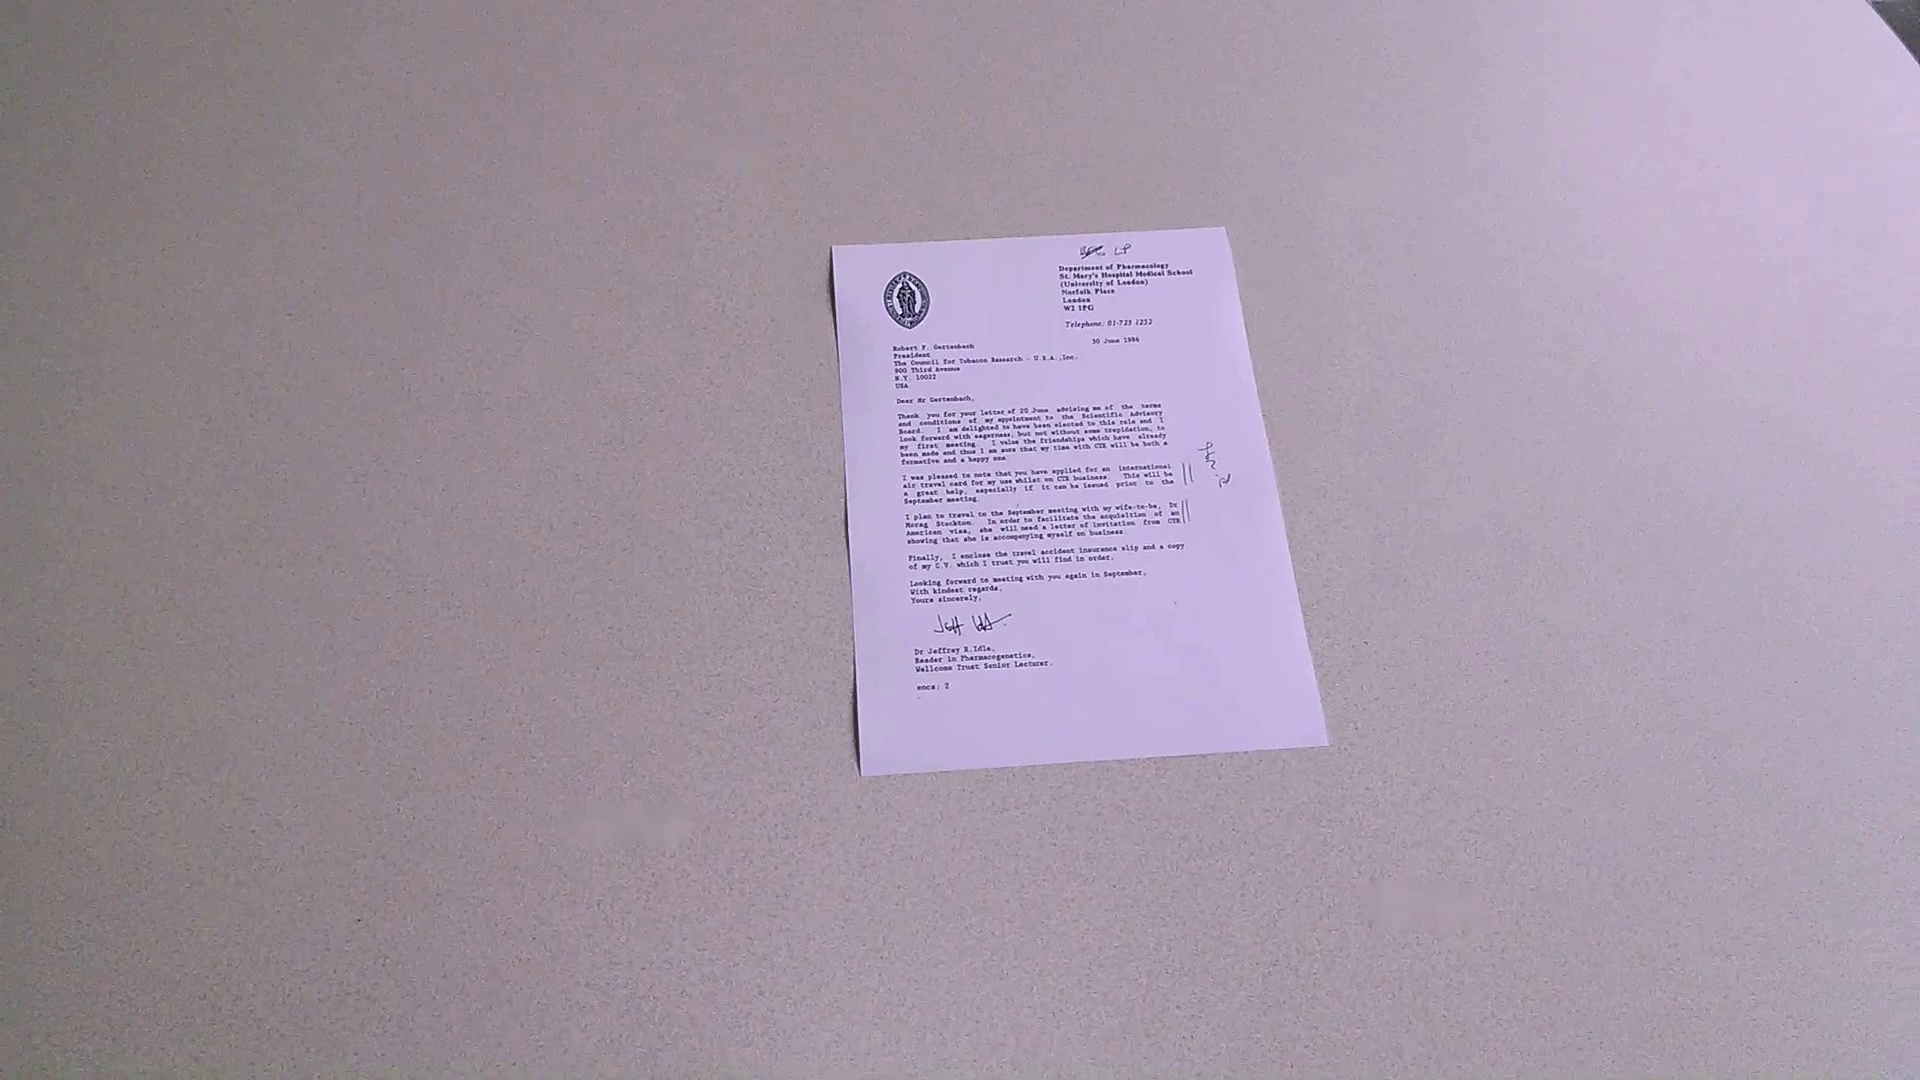 LP
Department of Pharmacology
St. Mary's Hospital Medical School
(University of London)
Norfolk Place
London
W2 1PG
Telephone: 01-723 1252
30 June 1986
Robert F. Gertenbach
President
The Council for Tobacco Research - U.S.A.,Inc.
900 Third Avenue
N.Y. 10022
USA
Dear Mr Gertenbach,
Thank you for your letter of 20 June advising me of the terms
and conditions of my appointment to the Scientific Advisory
Board. I am delighted to have been elected to this role and I
look forward with eagerness, but not without some trepidation, to
my first meeting. I value the friendships which have already
been made and thus I am sure that my time with CTR will be both a
formative and a happy one.
I was pleased to note that you have applied for an international
air travel card for my use whilst on CTR business. This will be
a great help, especially if it can be issued prior to the
September meeting.
I plan to travel to the September meeting with my wife-to-be, Dr
Morag Stockton. In order to facilitate the acquisition of an
American visa, she will need a letter of invitation from CTR
showing that she is accompanying myself on business.
Finally, I enclose the travel accident insurance slip and a copy
of my C.V. which I trust you will find in order.
Looking forward to meeting with you again in September,
With kindest regards,
Yours sincerely,
Dr Jeffrey R.Idle,
Reader in Pharmacogenetics,
Wellcome Trust Senior Lecturer.
encs: 2